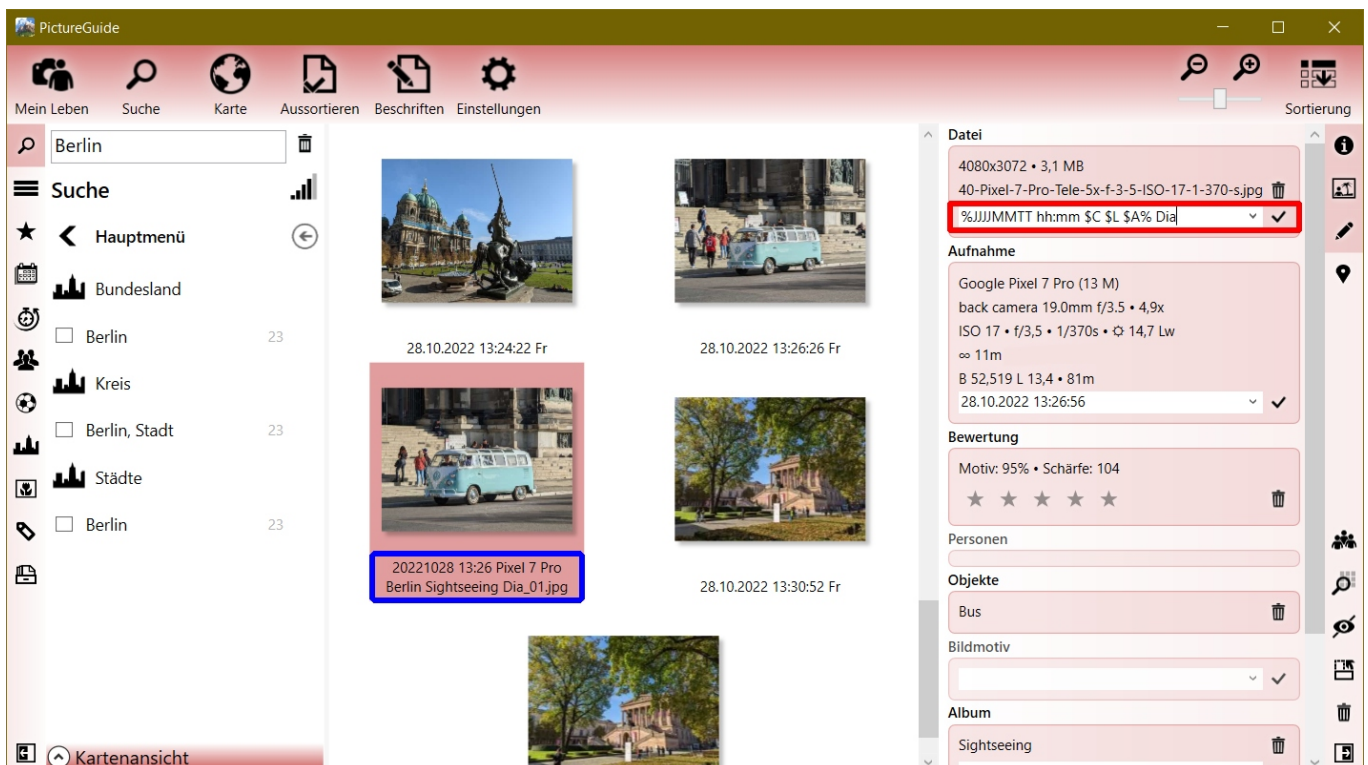 PictureGuide
Mein Leben
Suche
Karte
Aussortieren
Beschriften
Einstellungen
Sortierung
Berlin
Suche
Hauptmenü
Bundesland
Berlin 23
Kreis
Berlin, Stadt 23
Städte
Berlin 23
Kartenansicht
28.10.2022 13:24:22 Fr
28.10.2022 13:26:26 Fr
20221028 13:26 Pixel 7 Pro
Berlin Sightseeing Dia_01.jpg
28.10.2022 13:30:52 Fr
Datei
4080x3072 • 3,1 MB
40-Pixel-7-Pro-Tele-5x-f-3-5-ISO-17-1-370-s.jpg
%JJJJMMTT hh:mm $C $L $A% Dia
Aufnahme
Google Pixel 7 Pro (13 M)
back camera 19.0mm f/3.5 • 4,9x
ISO 17 • f/3,5 • 1/370s • ☼ 14,7 Lw
∞ 11m
B 52,519 L 13,4 • 81m
28.10.2022 13:26:56
Bewertung
Motiv: 95% • Schärfe: 104
Personen
Objekte
Bus
Bildmotiv
Album
Sightseeing